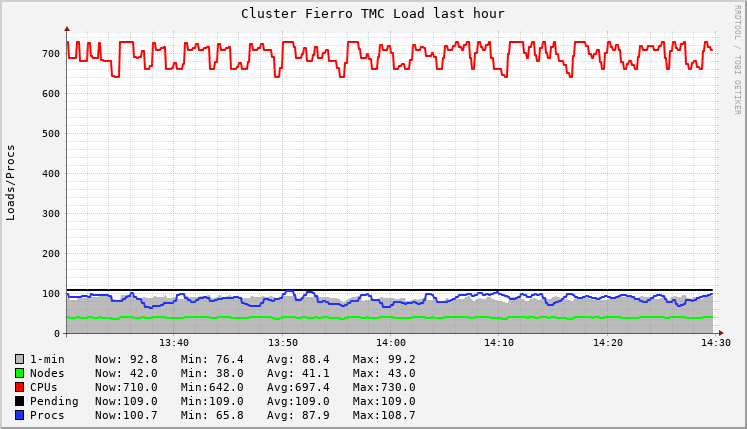 Cluster Fierro TMC Load last hour
RRDTOOL / TOBI OETIKER
Loads/Procs
700
600
500
400
300
200
100
0
13:40 13:50 14:00 14:10 14:20 14:30
1-min Now: 92.8 Min: 76.4 Avg: 88.4 Max: 99.2
Nodes Now: 42.0 Min: 38.0 Avg: 41.1 Max: 43.0
CPUs Now:710.0 Min:642.0 Avg:697.4 Max:730.0
Pending Now:109.0 Min:109.0 Avg:109.0 Max:109.0
Procs Now:100.7 Min: 65.8 Avg: 87.9 Max:108.7